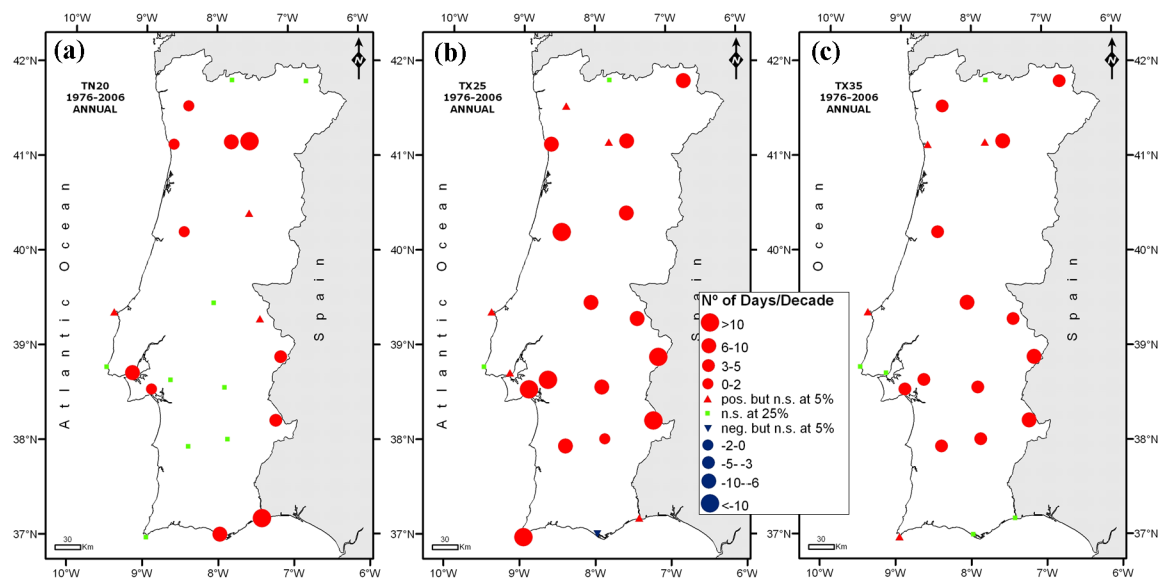 10°W 9°W 8°W 7°W 6°W
9°W 8°W 7°W 6°W
9°W 8°W 7°W 6°W
(a)
TN20
1976-2006
ANNUAL
N
Atlantic Ocean
Spain
30
Km
(b)
TX25
1976-2006
ANNUAL
N
Atlantic Ocean
Spain
30
Km
(c)
TX35
1976-2006
ANNUAL
N
Ocean
Spain
30
Km
42°N
41°N
40°N
39°N
38°N
37°N
42°N
41°N
40°N
39°N
38°N
37°N
42°N
41°N
40°N
42°N
41°N
40°N
39°N
38°N
37°N
Nº of Days/Decade
>10
6-10
3-5
0-2
pos. but n.s. at 5%
n.s. at 25%
neg. but n.s. at 5%
-2-0
-5- -3
-10- -6
<-10
10°W 9°W 8°W 7°W 6°W
10°W 9°W 8°W 7°W 6°W
10°W 9°W 8°W 7°W 6°W